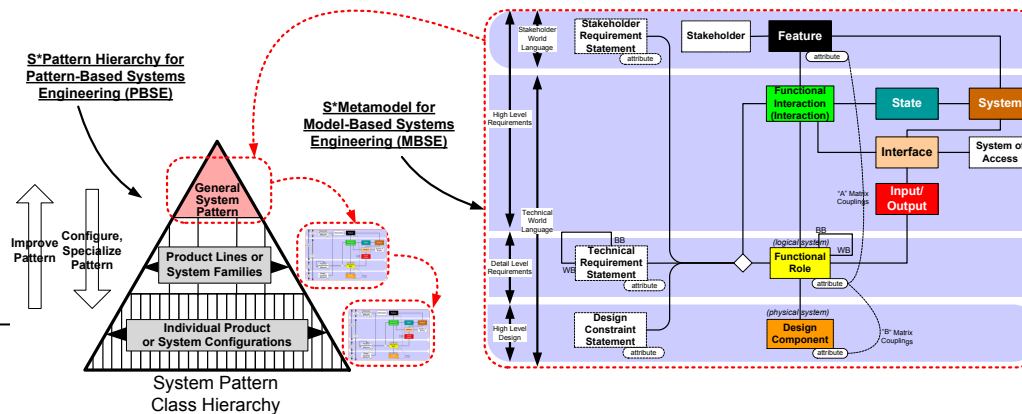 S*Pattern Hierarchy for
Pattern-Based Systems
Engineering (PBSE)
General
System
Pattern
Improve
Pattern
Configure,
Specialize
Pattern
Product Lines or
System Families
Individual Product
or System Configurations
System Pattern
Class Hierarchy
S*Metamodel for
Model-Based Systems
Engineering (MBSE)
Stakeholder
World
Language
High Level
Requirements
Technical
World
Language
Detail Level
Requirements
High Level
Design
Stakeholder
Requirement
Statement
attribute
Stakeholder
Feature
attribute
Functional
Interaction
(Interaction)
State
System
Interface
System of
Access
"A" Matrix
Couplings
Input/
Output
BB
WB
Technical
Requirement
Statement
attribute
(logical system)
BB
WB
Functional
Role
attribute
Design
Constraint
Statement
attribute
(physical system)
Design
Component
attribute
"B" Matrix
Couplings